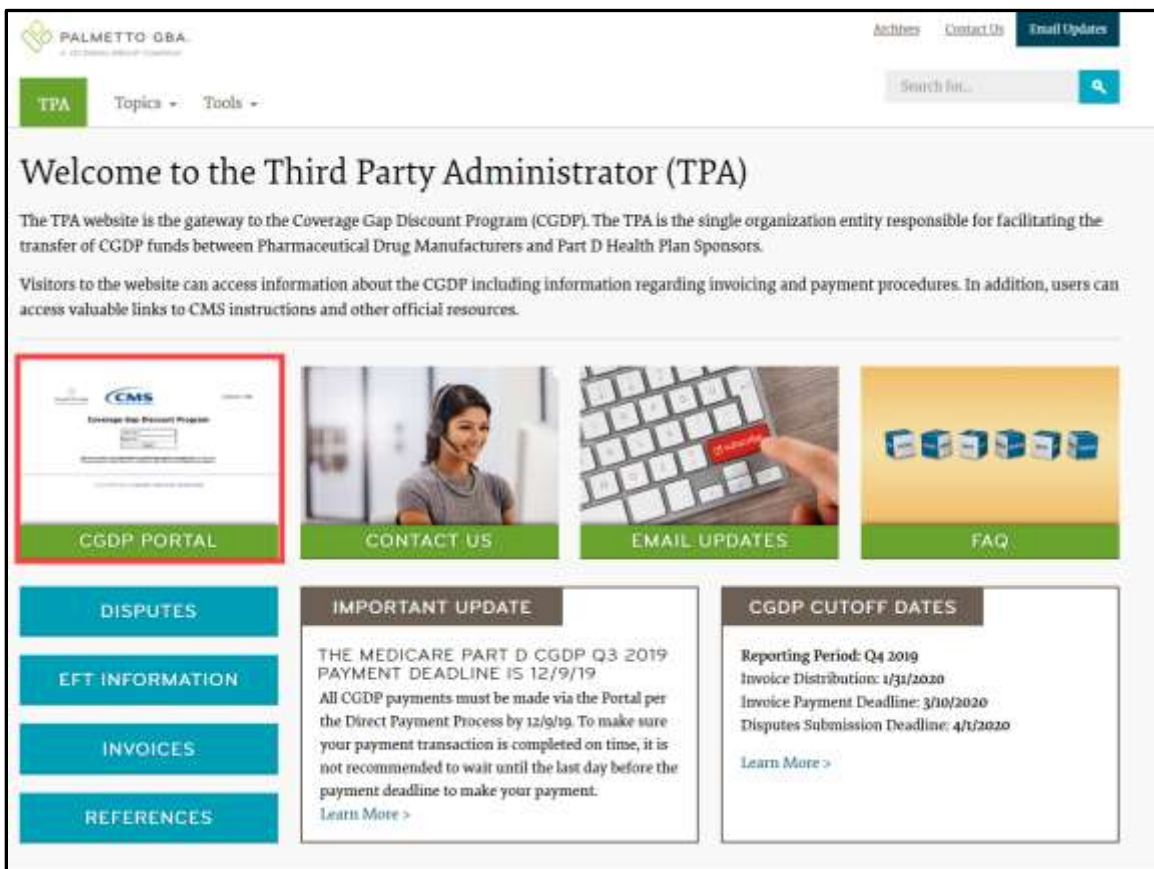 PALMETTO GBA.
Archives Contact Us Email Updates
TPA Topics Tools
Search for...
Welcome to the Third Party Administrator (TPA)
The TPA website is the gateway to the Coverage Gap Discount Program (CGDP). The TPA is the single organization entity responsible for facilitating the
transfer of CGDP funds between Pharmaceutical Drug Manufacturers and Part D Health Plan Sponsors.
Visitors to the website can access information about the CGDP including information regarding invoicing and payment procedures. In addition, users can
access valuable links to CMS instructions and other official resources.
CMS
Coverage Gap Discount Program
subscribe
CGDP PORTAL
CONTACT US
EMAIL UPDATES
FAQ
DISPUTES
EFT INFORMATION
INVOICES
REFERENCES
IMPORTANT UPDATE
THE MEDICARE PART D CGDP Q3 2019
PAYMENT DEADLINE IS 12/9/19
All CGDP payments must be made via the Portal per
the Direct Payment Process by 12/9/19. To make sure
your payment transaction is completed on time, it is
not recommended to wait until the last day before the
payment deadline to make your payment.
Learn More >
CGDP CUTOFF DATES
Reporting Period: Q4 2019
Invoice Distribution: 1/31/2020
Invoice Payment Deadline: 3/10/2020
Disputes Submission Deadline: 4/1/2020
Learn More >